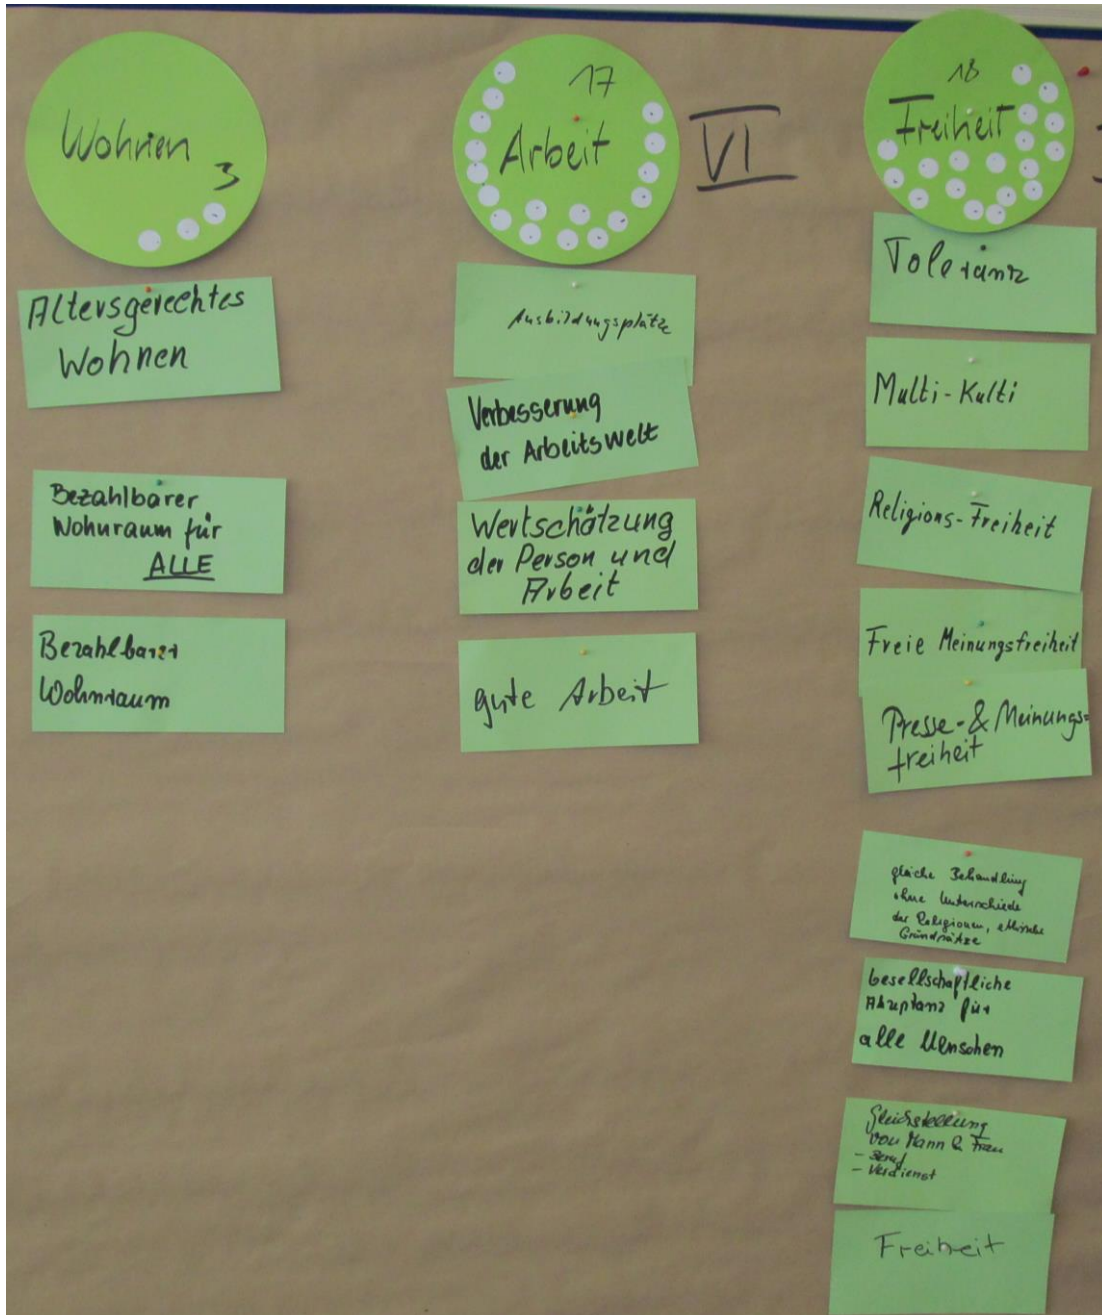 Wohnen
3
Altersgerechtes
Wohnen
Bezahlbarer
Wohnraum für
ALLE
Bezahlbarer
Wohnraum
17
Arbeit
VI
Ausbildungsplätze
Verbesserung
der Arbeitswelt
Wertschätzung
der Person und
Arbeit
gute Arbeit
18
Freiheit
Toleranz
Multi-Kulti
Religions-Freiheit
Freie Meinungsfreiheit
Presse-& Meinungs-
freiheit
gleiche Behandlung
ohne Unterschiede
der Religionen, ethische
Grundsätze
Gesellschaftliche
Akzeptanz für
alle Menschen
Gleichstellung
von Mann & Frau
- Beruf
- Verdienst
Freiheit